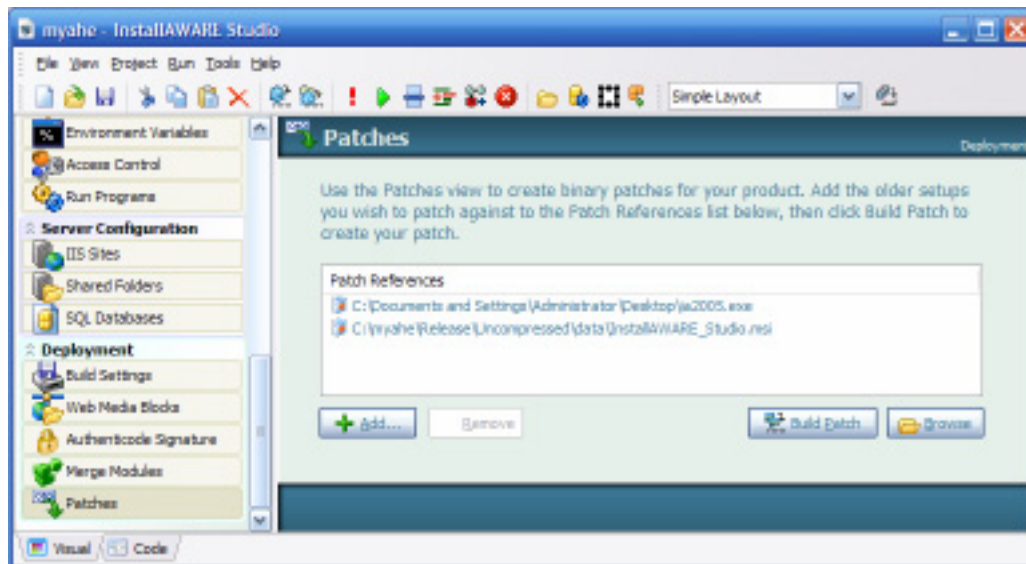 myahe - InstallAWARE Studio
File View Project Run Tools Help
Simple Layout
Environment Variables
Access Control
Run Programs
Server Configuration
IIS Sites
Shared Folders
SQL Databases
Deployment
Build Settings
Web Media Blocks
Authenticode Signature
Merge Modules
Patches
Patches
Deployment
Use the Patches view to create binary patches for your product. Add the older setups
you wish to patch against to the Patch References list below, then click Build Patch to
create your patch.
Patch References
C:\Documents and Settings\Administrator\Desktop\ia2005.exe
C:\myahe\Release\Uncompressed\data\InstallAWARE_Studio.msi
Add...
Remove
Build Patch
Browse
Visual
Code